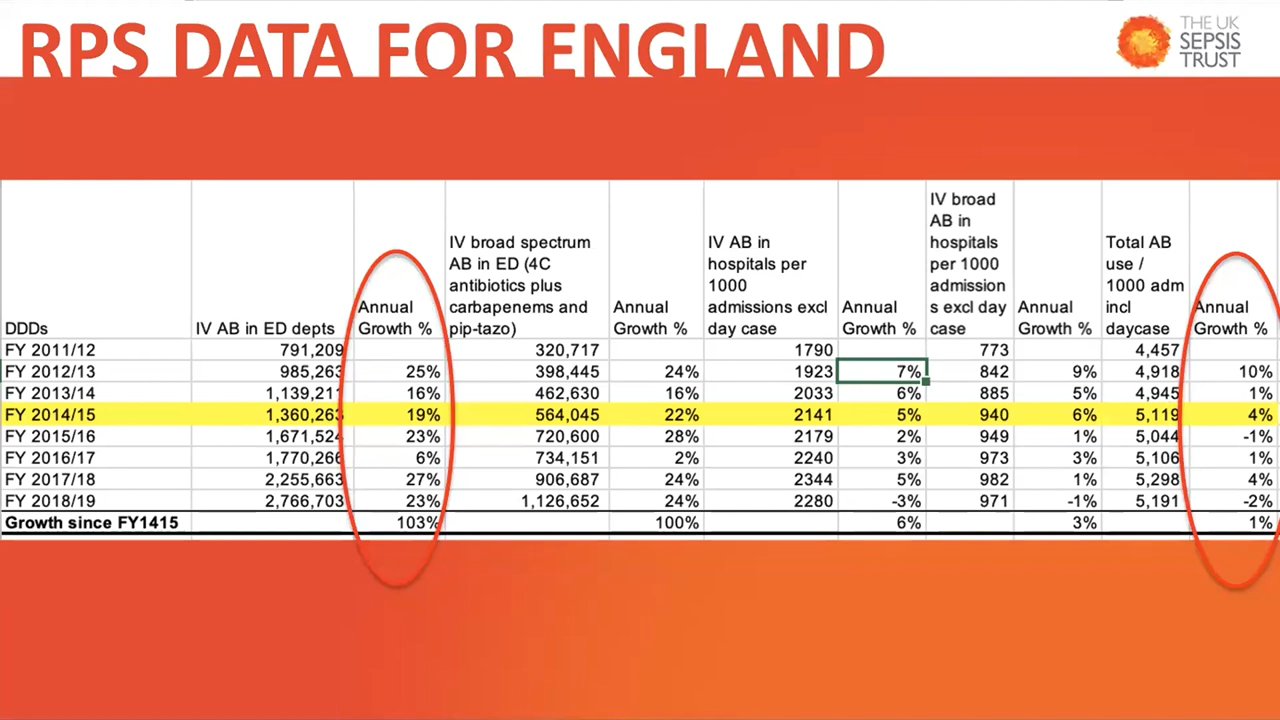 RPS DATA FOR ENGLAND
THE UK
SEPSIS
TRUST
DDDs
IV AB in ED depts
Annual
Growth %
IV broad spectrum
AB in ED (4C
antibiotics plus
carbapenems and
pip-tazo)
Annual
Growth %
IV AB in
hospitals per
1000
admissions excl
day case
Annual
Growth %
IV broad
AB in
hospitals
per 1000
admission
s excl day
case
Annual
Growth %
Total AB
use /
1000 adm
incl
daycase
Annual
Growth %
FY 2011/12 791,209 320,717 1790 773 4,457
FY 2012/13 985,263 25% 398,445 24% 1923 7% 842 9% 4,918 10%
FY 2013/14 1,139,211 16% 462,630 16% 2033 6% 885 5% 4,945 1%
FY 2014/15 1,360,263 19% 564,045 22% 2141 5% 940 6% 5,119 4%
FY 2015/16 1,671,524 23% 720,600 28% 2179 2% 949 1% 5,044 -1%
FY 2016/17 1,770,266 6% 734,151 2% 2240 3% 973 3% 5,106 1%
FY 2017/18 2,255,663 27% 906,687 24% 2344 5% 982 1% 5,298 4%
FY 2018/19 2,766,703 23% 1,126,652 24% 2280 -3% 971 -1% 5,191 -2%
Growth since FY1415 103% 100% 6% 3% 1%